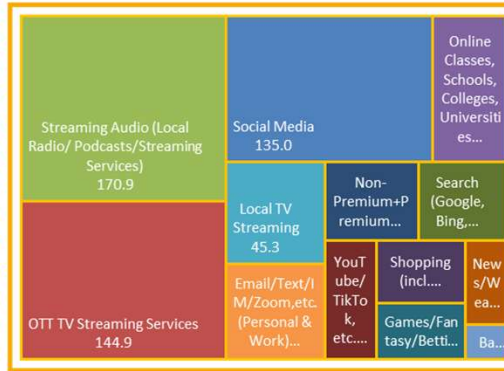 Streaming Audio (Local
Radio/ Podcasts/Streaming
Services)
170.9
OTT TV Streaming Services
144.9
Social Media
135.0
Local TV
Streaming
45.3
Email/Text/I
M/Zoom,etc.
(Personal &
Work)...
Online
Classes,
Schools,
Colleges,
Universiti
es...
Non-
Premium+P
remium...
Search
(Google,
Bing,...
YouT
ube/
TikTo
k,
etc....
Shopping
(incl....
New
s/W
ea...
Games/Fan
tasy/Betti...
Ba...